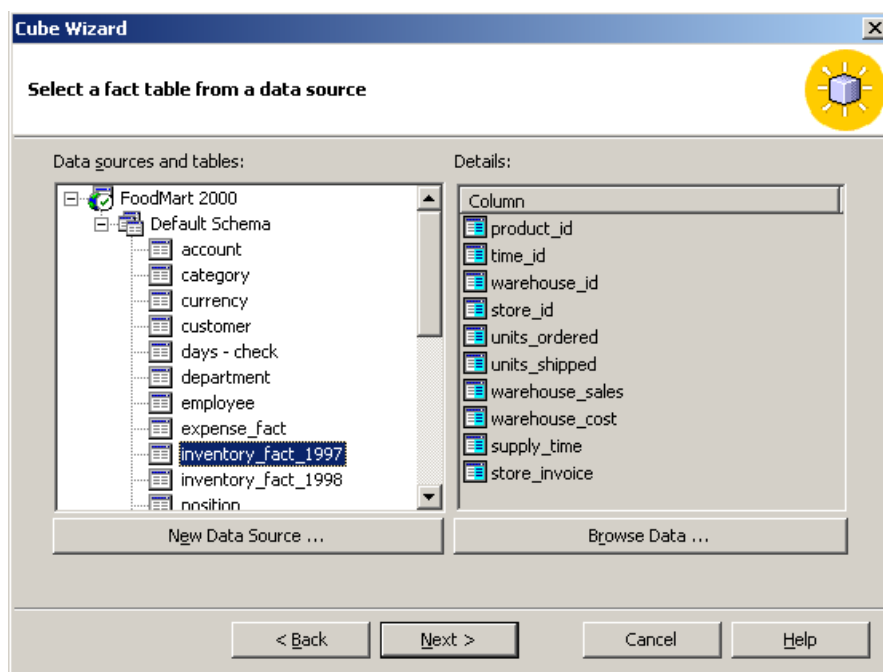 Cube Wizard
Select a fact table from a data source
Data sources and tables:
FoodMart 2000
Default Schema
account
category
currency
customer
days - check
department
employee
expense_fact
inventory_fact_1997
inventory_fact_1998
position
New Data Source ...
Details:
Column
product_id
time_id
warehouse_id
store_id
units_ordered
units_shipped
warehouse_sales
warehouse_cost
supply_time
store_invoice
Browse Data ...
< Back
Next >
Cancel
Help